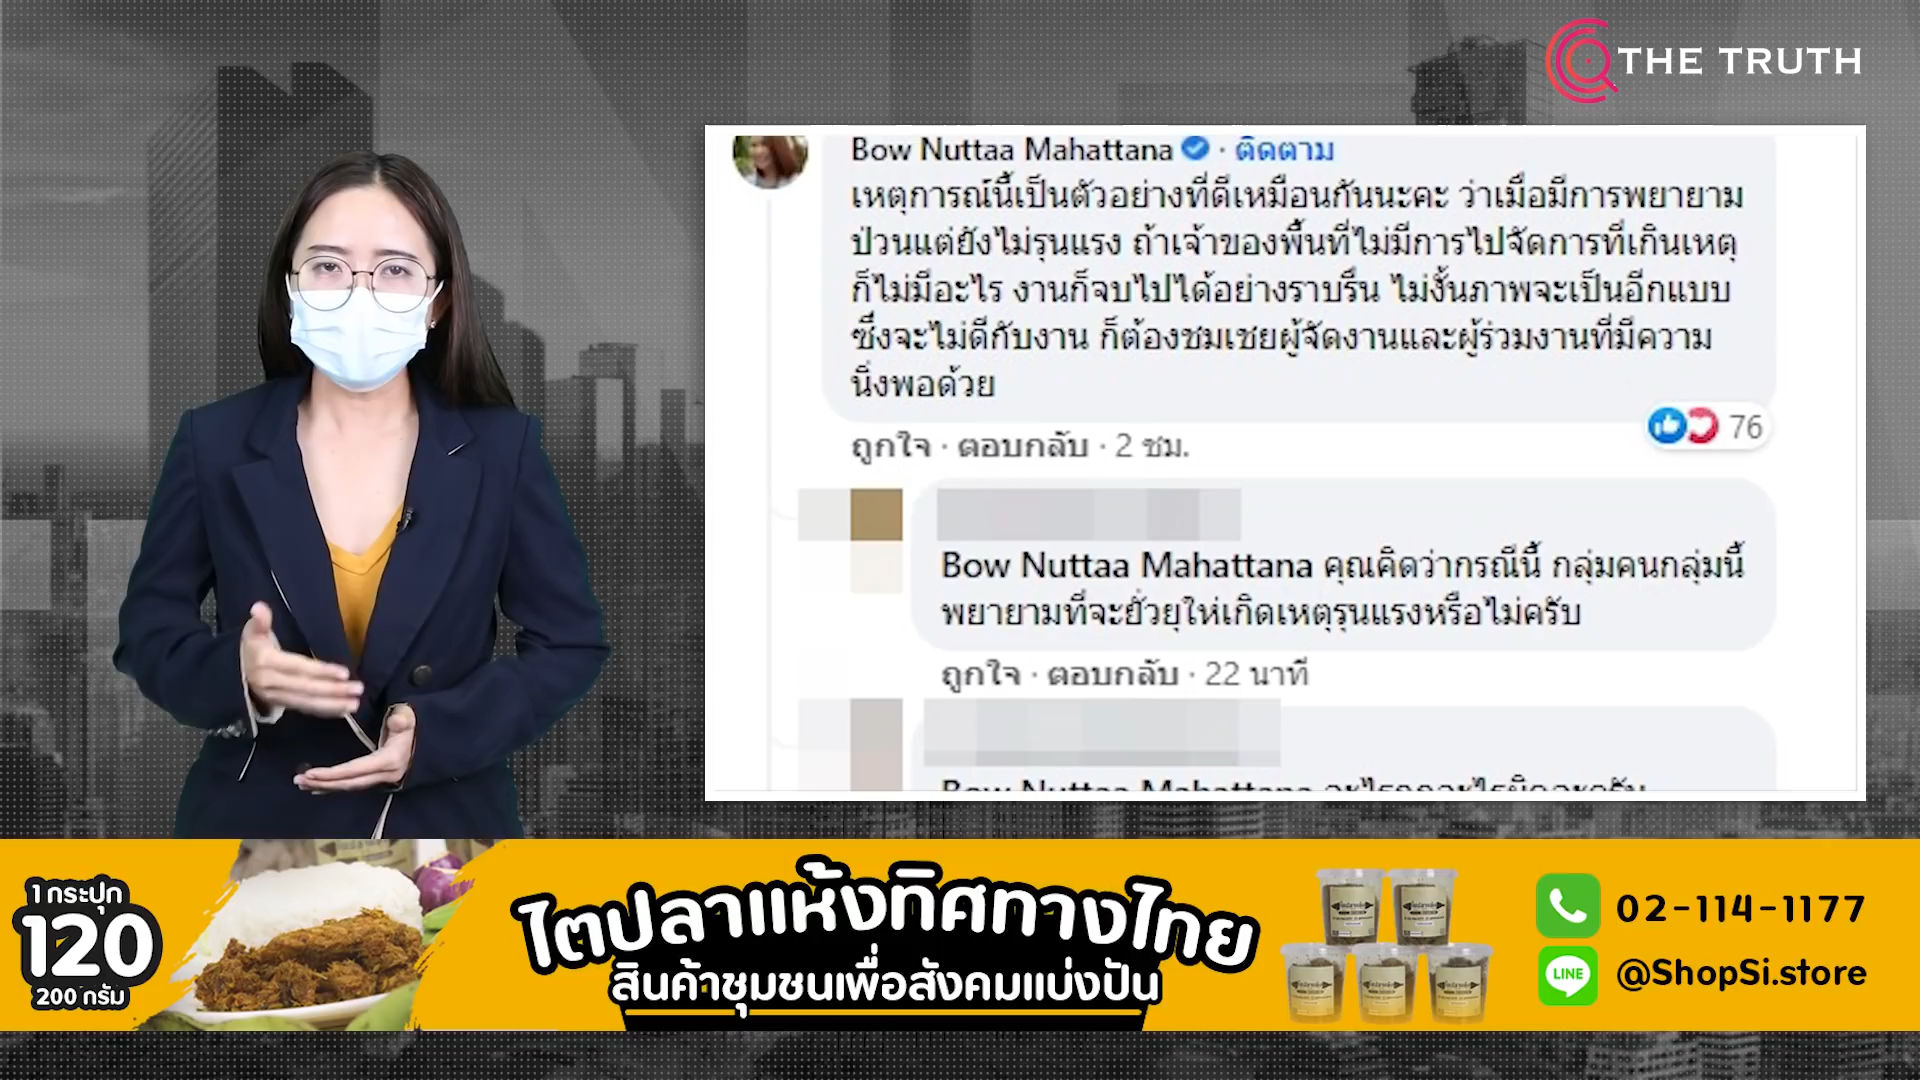 THE TRUTH
Bow Nuttaa Mahattana · ติดตาม
เหตุการณ์นี้เป็นตัวอย่างที่ดีเหมือนกันนะคะ ว่าเมื่อมีการพยายาม
ป่วนแต่ยังไม่รุนแรง ถ้าเจ้าของพื้นที่ไม่มีการไปจัดการที่เกินเหตุ
ก็ไม่มีอะไร งานก็จบไปได้อย่างราบรื่น ไม่งั้นภาพจะเป็นอีกแบบ
ซึ่งจะไม่ดีกับงาน ก็ต้องชมเชยผู้จัดงานและผู้ร่วมงานที่มีความ
นิ่งพอด้วย
76
ถูกใจ · ตอบกลับ · 2 ชม.
Bow Nuttaa Mahattana คุณคิดว่ากรณีนี้ กลุ่มคนกลุ่มนี้
พยายามที่จะยั่วยุให้เกิดเหตุรุนแรงหรือไม่ครับ
ถูกใจ · ตอบกลับ · 22 นาที
Bow Nuttaa Mahattana
1 กระปุก
120
200 กรัม
ไตปลาแห้งทิศทางไทย
สินค้าชุมชนเพื่อสังคมแบ่งปัน
02-114-1177
LINE
@ShopSi.store